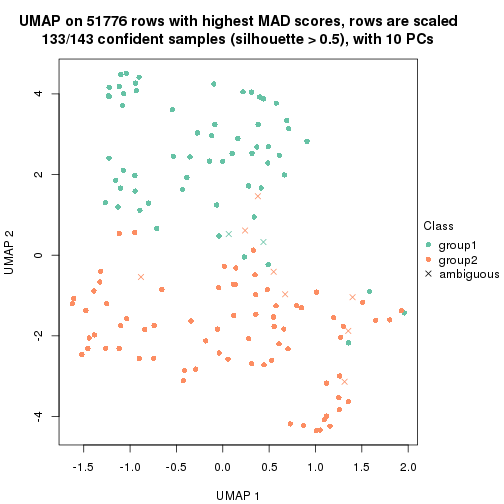 UMAP on 51776 rows with highest MAD scores, rows are scaled
133/143 confident samples (silhouette > 0.5), with 10 PCs
4
2
0
-2
-4
UMAP 2
-1.5 -1.0 -0.5 0.0 0.5 1.0 1.5 2.0
UMAP 1
Class
group1
group2
ambiguous